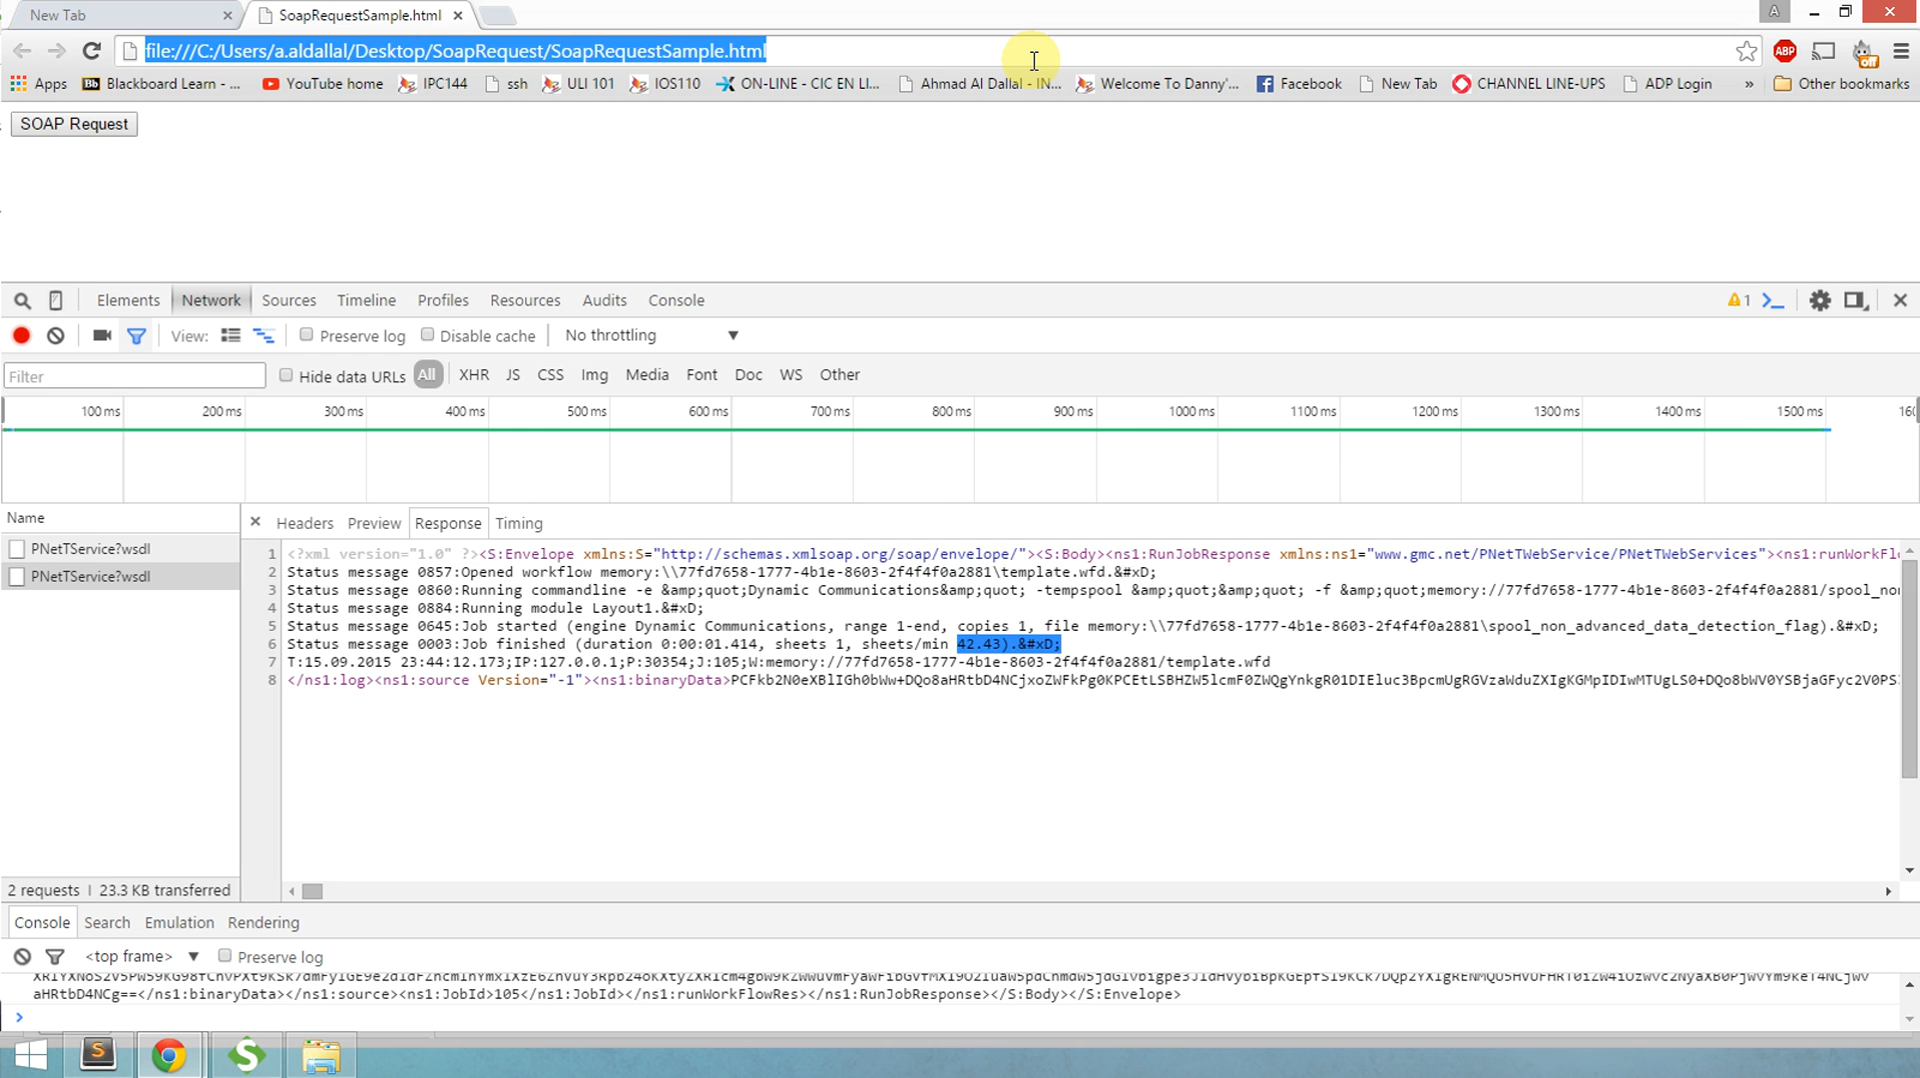 New Tab
SoapRequestSample.html
A
file:///C:/Users/a.aldallal/Desktop/SoapRequest/SoapRequestSample.html
ABP
off
Apps
Bb Blackboard Learn - ...
YouTube home
IPC144
ssh
ULI 101
IOS110
ON-LINE - CIC EN LI...
Ahmad Al Dallal - IN...
Welcome To Danny'...
Facebook
New Tab
CHANNEL LINE-UPS
ADP Login
»
Other bookmarks
SOAP Request
Elements Network Sources Timeline Profiles Resources Audits Console
1
View: Preserve log Disable cache No throttling
Filter Hide data URLs All XHR JS CSS Img Media Font Doc WS Other
100 ms 200 ms 300 ms 400 ms 500 ms 600 ms 700 ms 800 ms 900 ms 1000 ms 1100 ms 1200 ms 1300 ms 1400 ms 1500 ms
Name
Headers Preview Response Timing
PNetTService?wsdl
PNetTService?wsdl
1 <?xml version="1.0" ?><S:Envelope xmlns:S="http://schemas.xmlsoap.org/soap/envelope/"><S:Body><ns1:RunJobResponse xmlns:ns1="www.gmc.net/PNetTWebService/PNetTWebServices"><ns1:runWorkFl
2 Status message 0857:Opened workflow memory:\\77fd7658-1777-4b1e-8603-2f4f4f0a2881\template.wfd.&#xD;
3 Status message 0860:Running commandline -e &amp;quot;Dynamic Communications&amp;quot; -tempspool &amp;quot;&amp;quot; -f &amp;quot;memory://77fd7658-1777-4b1e-8603-2f4f4f0a2881/spool_no
4 Status message 0884:Running module Layout1.&#xD;
5 Status message 0645:Job started (engine Dynamic Communications, range 1-end, copies 1, file memory:\\77fd7658-1777-4b1e-8603-2f4f4f0a2881\spool_non_advanced_data_detection_flag).&#xD;
6 Status message 0003:Job finished (duration 0:00:01.414, sheets 1, sheets/min 42.43).&#xD;
7 T:15.09.2015 23:44:12.173;IP:127.0.0.1;P:30354;J:105;W:memory://77fd7658-1777-4b1e-8603-2f4f4f0a2881/template.wfd
8 </ns1:log><ns1:source Version="-1"><ns1:binaryData>
2 requests | 23.3 KB transferred
Console Search Emulation Rendering
<top frame> Preserve log
aHRtbD4NCg==</ns1:binaryData></ns1:source><ns1:JobId>105</ns1:JobId></ns1:runWorkFlowRes></ns1:RunJobResponse></S:Body></S:Envelope>
>